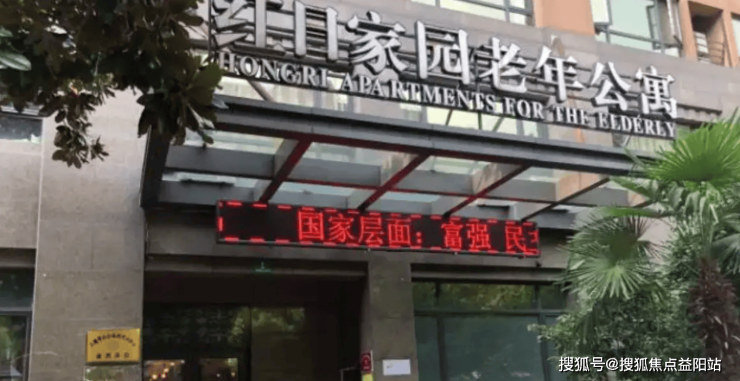 红日家园老年公寓
HONGRI APARTMENTS FOR THE ELDERLY
国家层面：富强 民
搜狐号@搜狐焦点益阳站